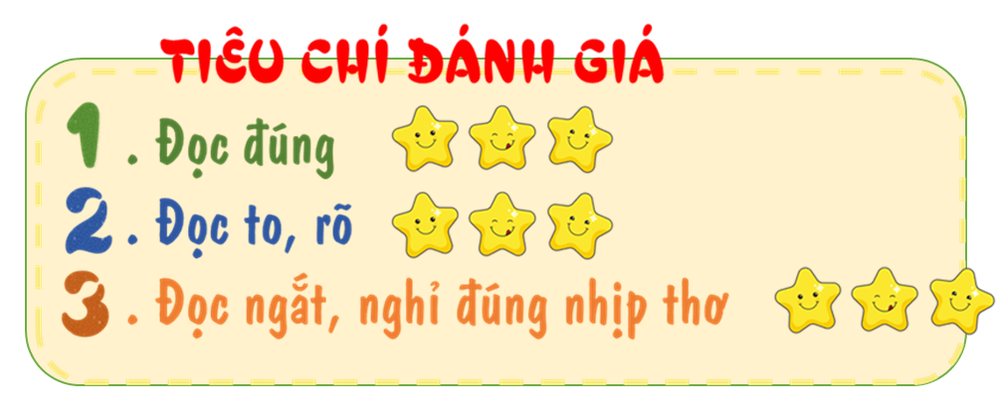 TIÊU CHÍ ĐÁNH GIÁ
1. Đọc đúng
2. Đọc to, rõ
3. Đọc ngắt, nghỉ đúng nhịp thơ